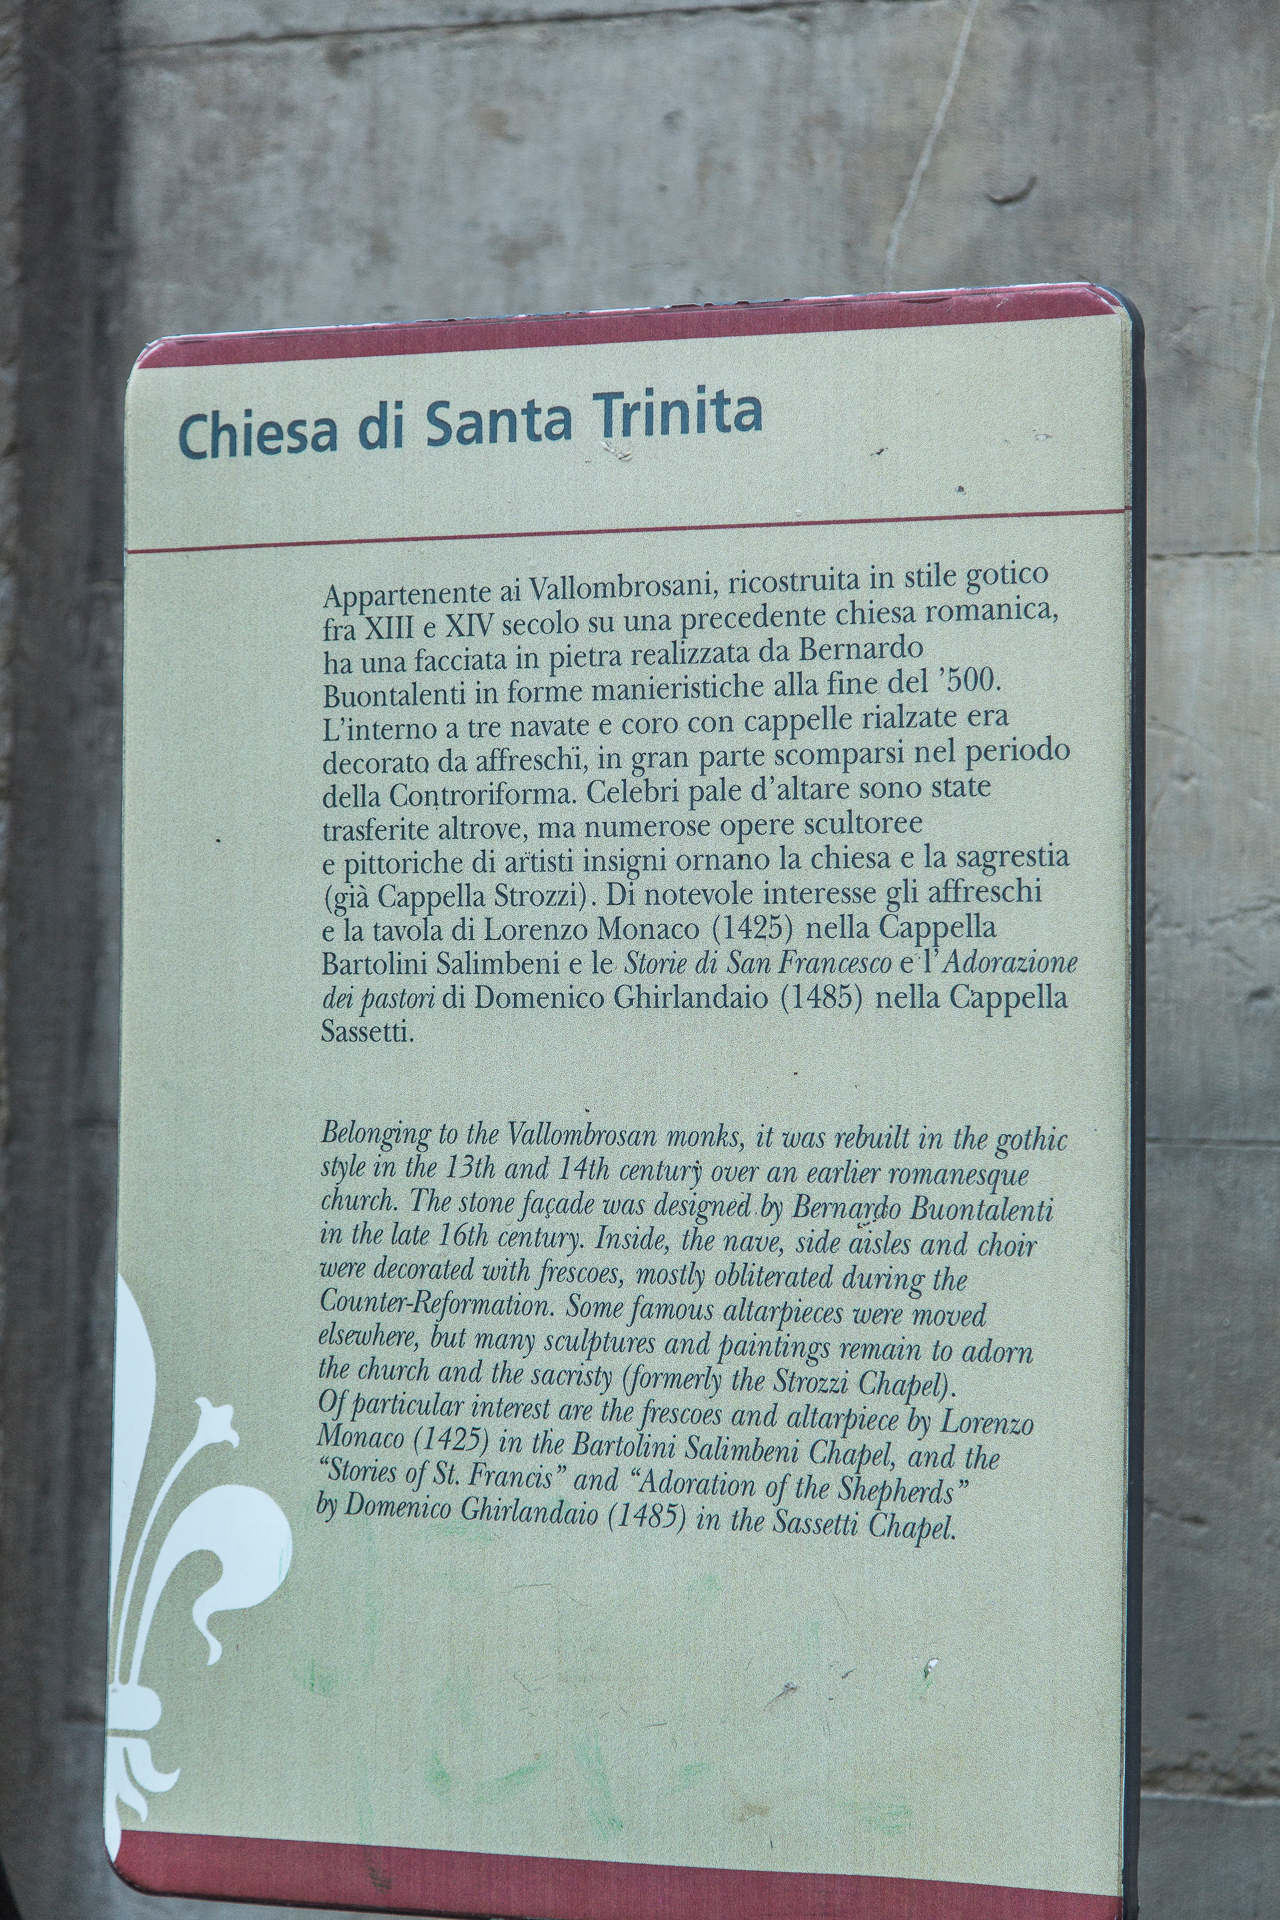 Chiesa di Santa Trinita
Appartenente ai Vallombrosani, ricostruita in stile gotico
fra XIII e XIV secolo su una precedente chiesa romanica,
ha una facciata in pietra realizzata da Bernardo
Buontalenti in forme manieristiche alla fine del ’500.
L’interno a tre navate e coro con cappelle rialzate era
decorato da affreschi, in gran parte scomparsi nel periodo
della Controriforma. Celebri pale d’altare sono state
trasferite altrove, ma numerose opere scultoree
e pittoriche di artisti insigni ornano la chiesa e la sagrestia
(già Cappella Strozzi). Di notevole interesse gli affreschi
e la tavola di Lorenzo Monaco (1425) nella Cappella
Bartolini Salimbeni e le Storie di San Francesco e l’Adorazione
dei pastori di Domenico Ghirlandaio (1485) nella Cappella
Sassetti.
Belonging to the Vallombrosan monks, it was rebuilt in the gothic
style in the 13th and 14th century over an earlier romanesque
church. The stone façade was designed by Bernardo Buontalenti
in the late 16th century. Inside, the nave, side aisles and choir
were decorated with frescoes, mostly obliterated during the
Counter-Reformation. Some famous altarpieces were moved
elsewhere, but many sculptures and paintings remain to adorn
the church and the sacristy (formerly the Strozzi Chapel).
Of particular interest are the frescoes and altarpiece by Lorenzo
Monaco (1425) in the Bartolini Salimbeni Chapel, and the
“Stories of St. Francis” and “Adoration of the Shepherds”
by Domenico Ghirlandaio (1485) in the Sassetti Chapel.